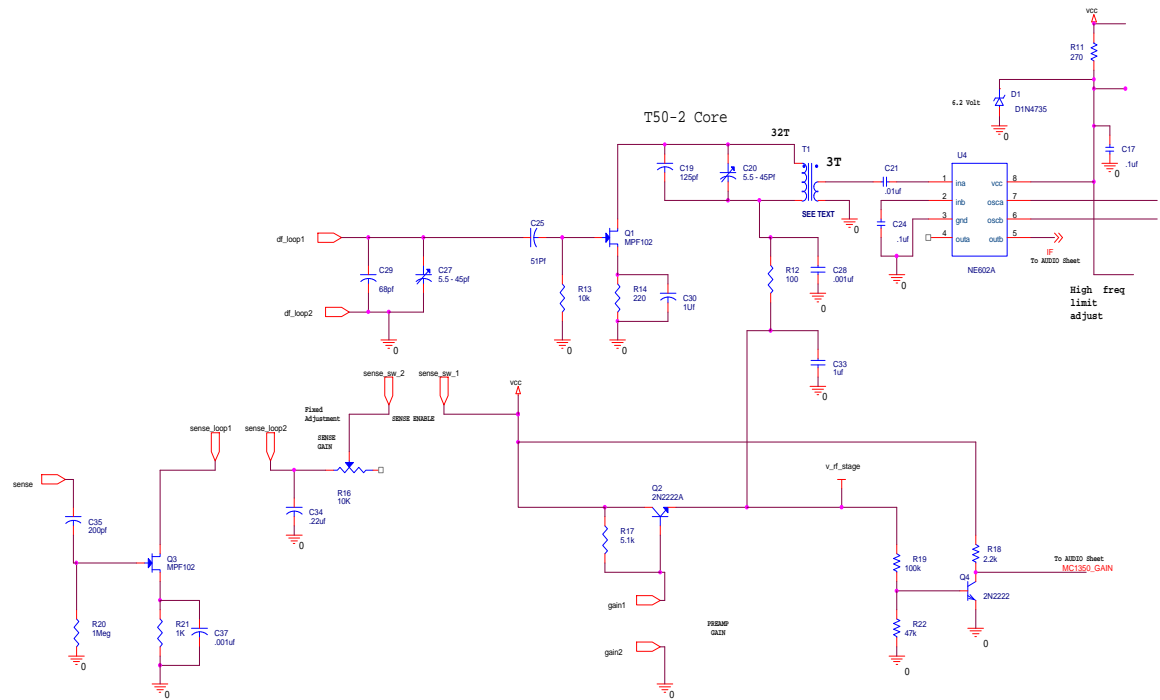 vcc
R11
270
6.2 Volt
D1
D1N4735
0
T50-2 Core
32T
T1
3T
C17
.1uf
0
U4
C19
125pf
C20
5.5 - 45Pf
C21
.01uf
1
ina
vcc
8
2
inb
osca
7
3
gnd
oscb
6
4
outa
outb
5
NE602A
IF
To AUDIO Sheet
SEE TEXT
0
C24
.1uf
0
C25
51Pf
Q1
MPF102
df_loop1
C29
68pf
C27
5.5 - 45pf
df_loop2
0
R13
10k
0
R14
220
0
C30
1Uf
R12
100
C28
.001uf
0
High freq
limit
adjust
C33
1uf
0
sense_sw_2
sense_sw_1
vcc
Fixed
Adjustment
SENSE ENABLE
SENSE
GAIN
sense_loop1
sense_loop2
R16
10K
C34
.22uf
0
sense
C35
200pf
Q3
MPF102
R20
1Meg
0
R21
1K
C37
.001uf
0
Q2
2N2222A
R17
5.1k
v_rf_stage
gain1
gain2
PREAMP
GAIN
0
R19
100k
R18
2.2k
To AUDIO Sheet
MC1350_GAIN
Q4
2N2222
R22
47k
0
0